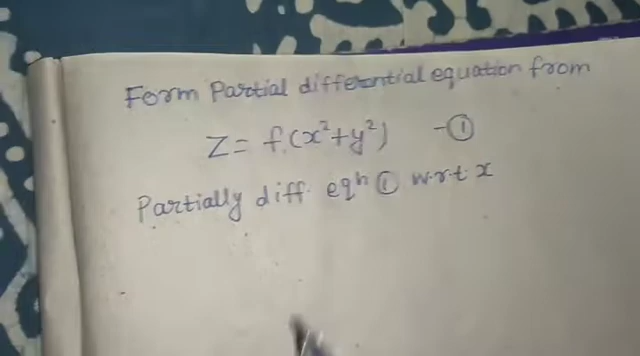 Form Partial differential equation from
Z = f(x²+y²) -①
Partially diff. eqn ① w.r.t. x